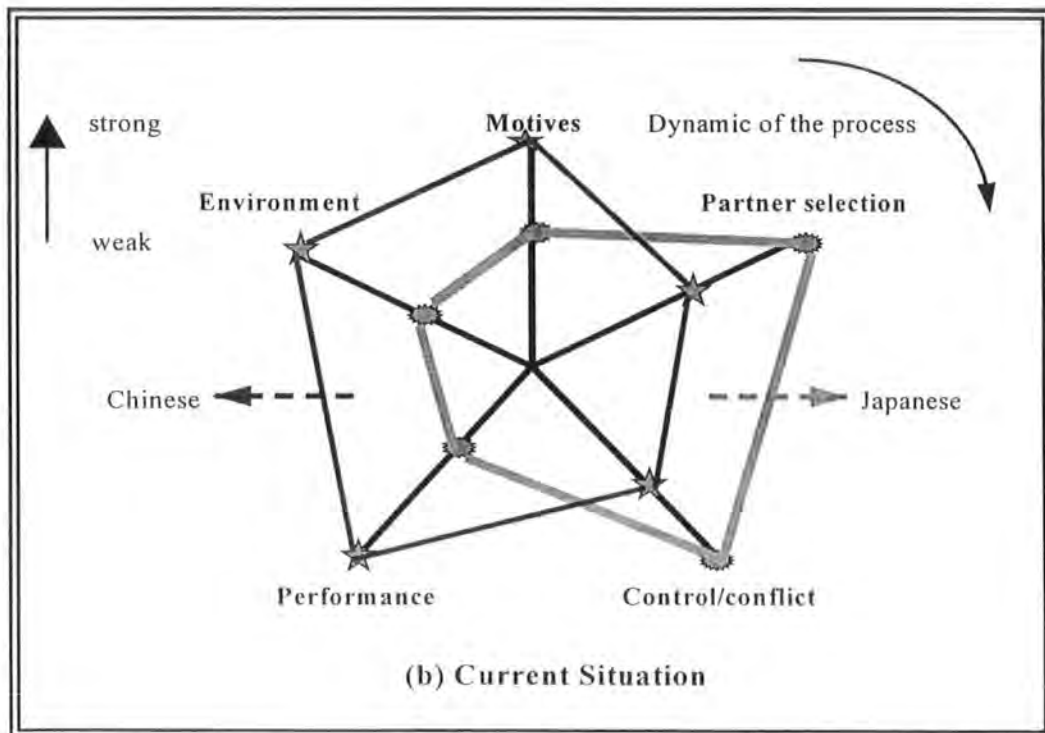 strong
Motives
Dynamic of the process
Environment
Partner selection
weak
Chinese
Japanese
Performance
Control/conflict
(b) Current Situation